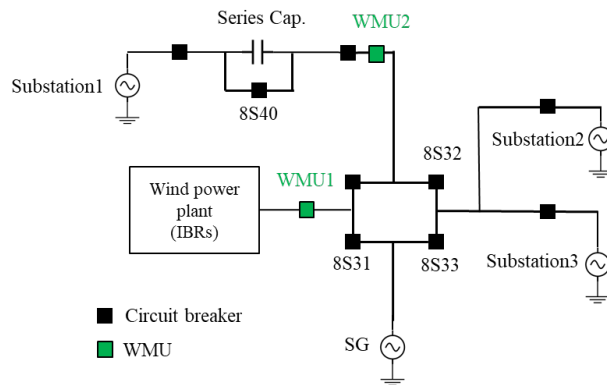 Series Cap.
WMU2
Substation1
8S40
8S32
Substation2
WMU1
Wind power
plant
(IBRs)
8S31
8S33
Substation3
Circuit breaker
WMU
SG